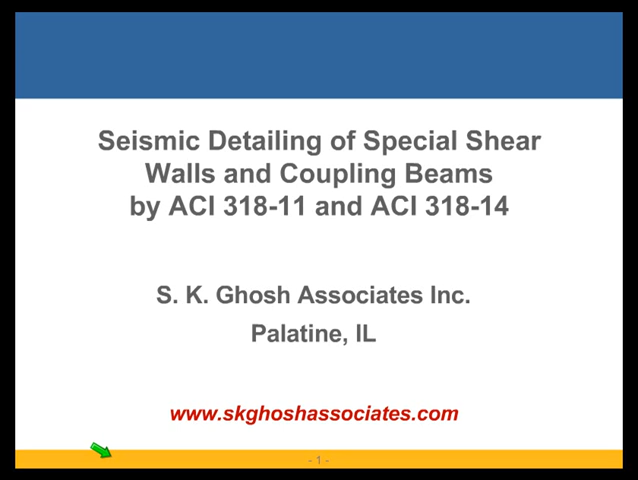 Seismic Detailing of Special Shear
Walls and Coupling Beams
by ACI 318-11 and ACI 318-14
S. K. Ghosh Associates Inc.
Palatine, IL
www.skghoshassociates.com
- 1 -